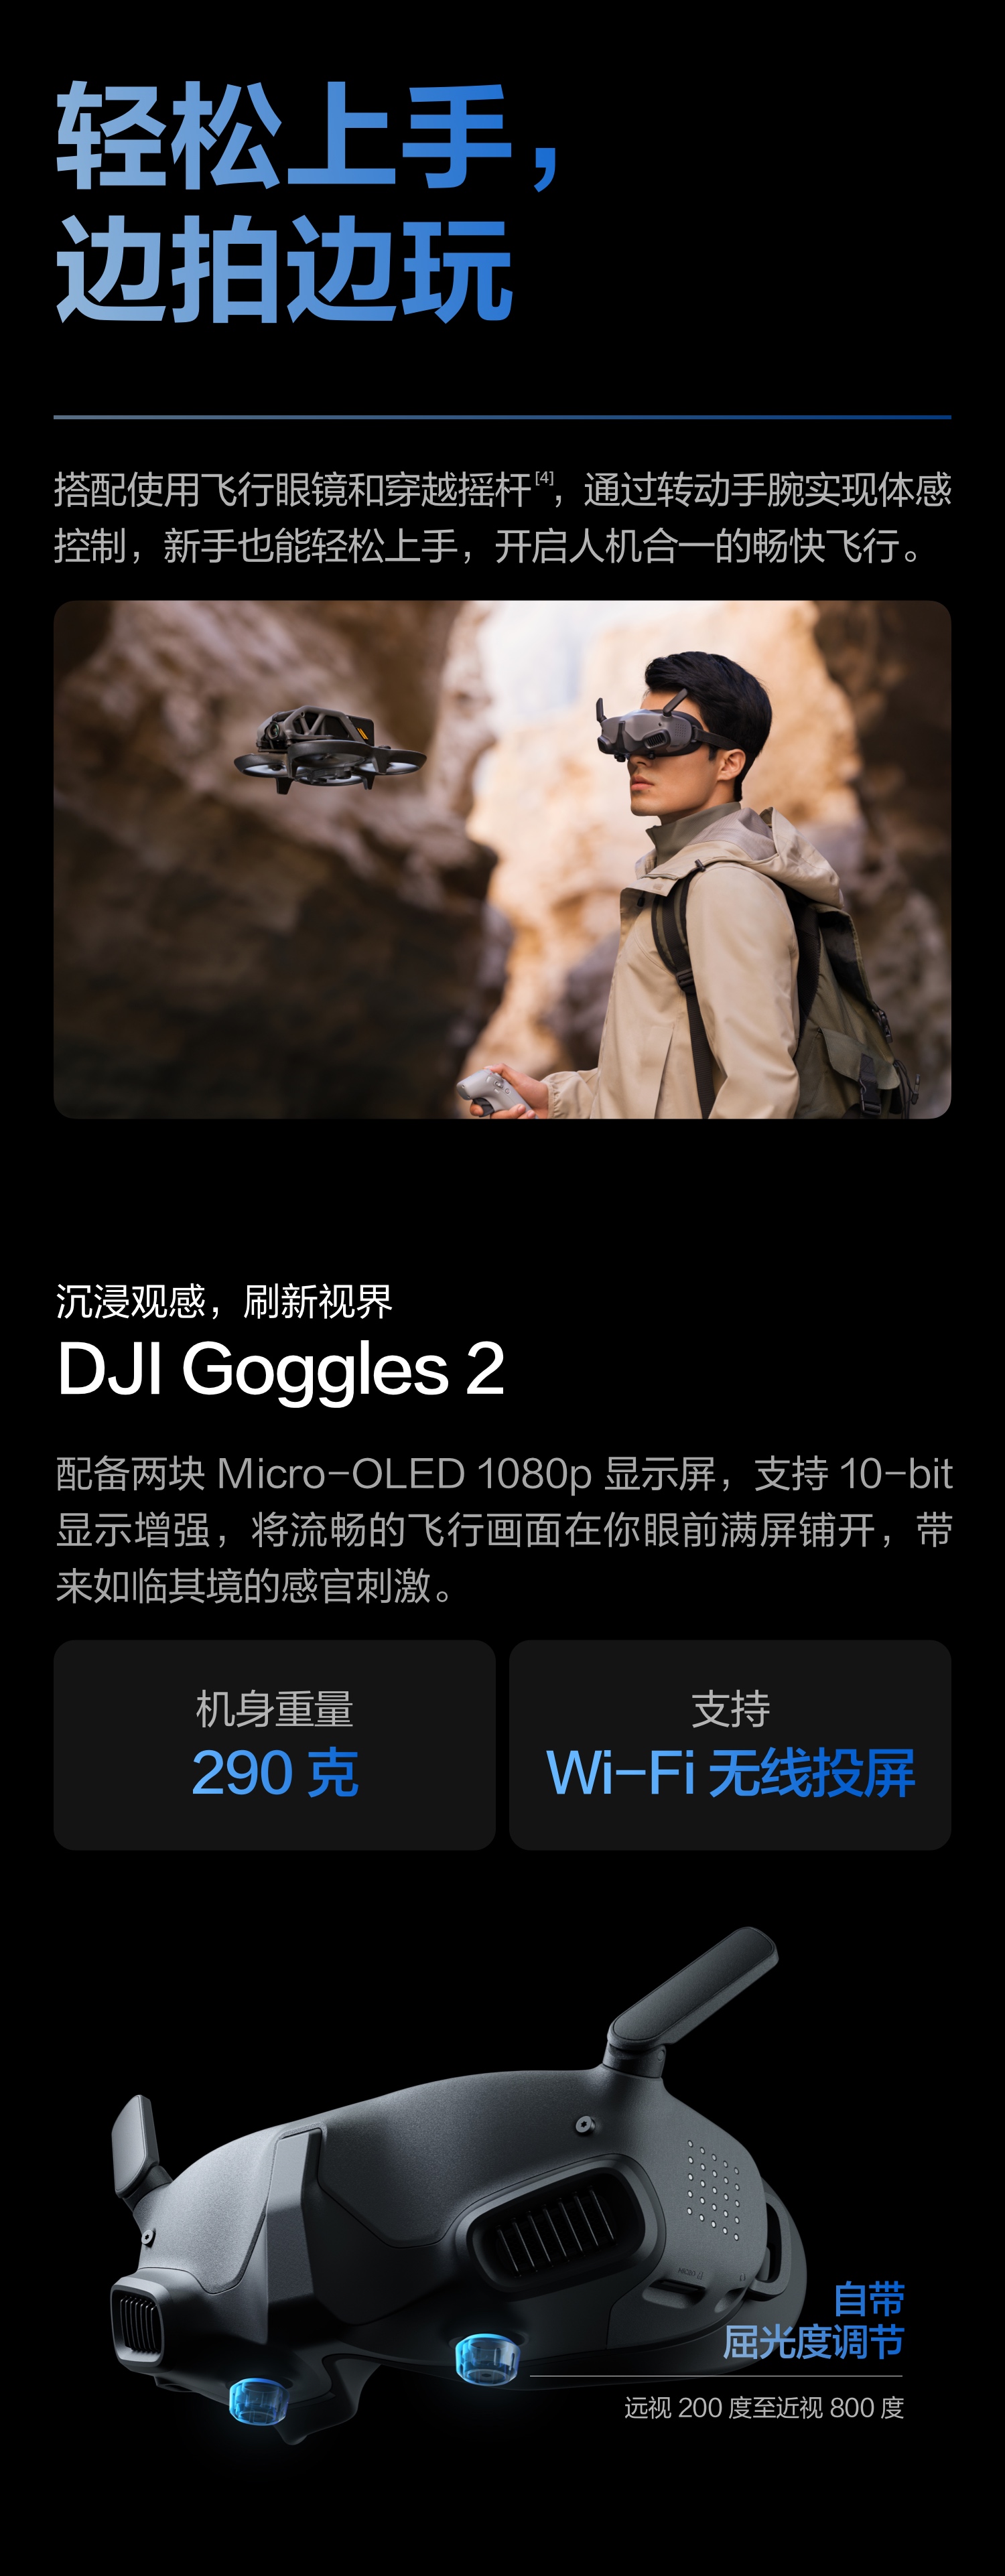 轻松上手，
边拍边玩
搭配使用飞行眼镜和穿越摇杆[4]，通过转动手腕实现体感
控制，新手也能轻松上手，开启人机合一的畅快飞行。
沉浸观感，刷新视界
DJI Goggles 2
配备两块 Micro-OLED 1080p 显示屏，支持 10-bit
显示增强，将流畅的飞行画面在你眼前满屏铺开，带
来如临其境的感官刺激。
机身重量
290 克
支持
Wi-Fi 无线投屏
自带
屈光度调节
远视 200 度至近视 800 度